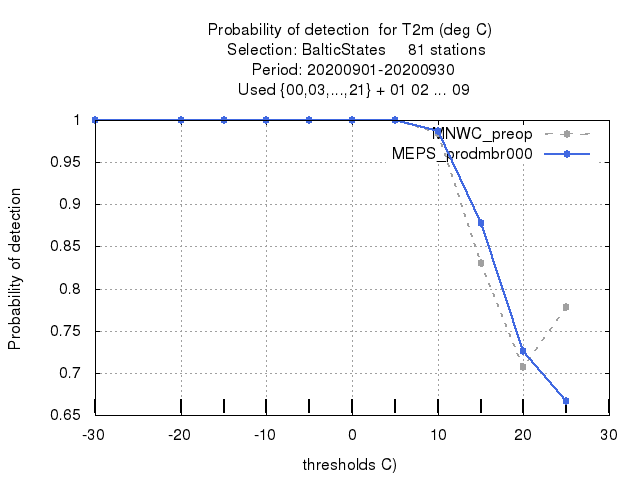 Probability of detection for T2m (deg C)
Selection: BalticStates 81 stations
Period: 20200901-20200930
Used {00,03,...,21} + 01 02 ... 09
MNWC_preop
MEPS_prodmbr000
Probability of detection
1
0.95
0.9
0.85
0.8
0.75
0.7
0.65
-30 -20 -10 0 10 20 30
thresholds C)